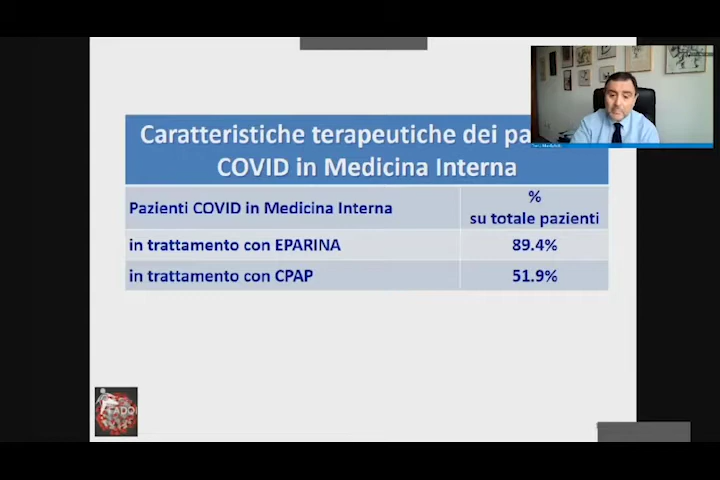 Caratteristiche terapeutiche dei pa
COVID in Medicina Interna
Pazienti COVID in Medicina Interna
%
su totale pazienti
in trattamento con EPARINA
89.4%
in trattamento con CPAP
51.9%
FADOI